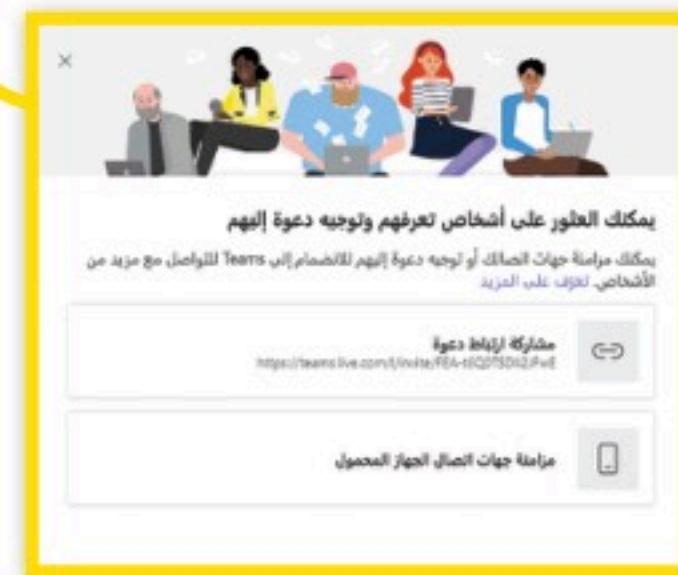 يمكنك العثور على أشخاص تعرفهم وتوجيه دعوة إليهم
يمكنك مزامنة جهات اتصالك أو توجيه دعوة إليهم للانضمام إلى Teams للتواصل مع مزيد من
الأشخاص. تعرّف على المزيد
مشاركة ارتباط دعوة
مزامنة جهات اتصال الجهاز المحمول